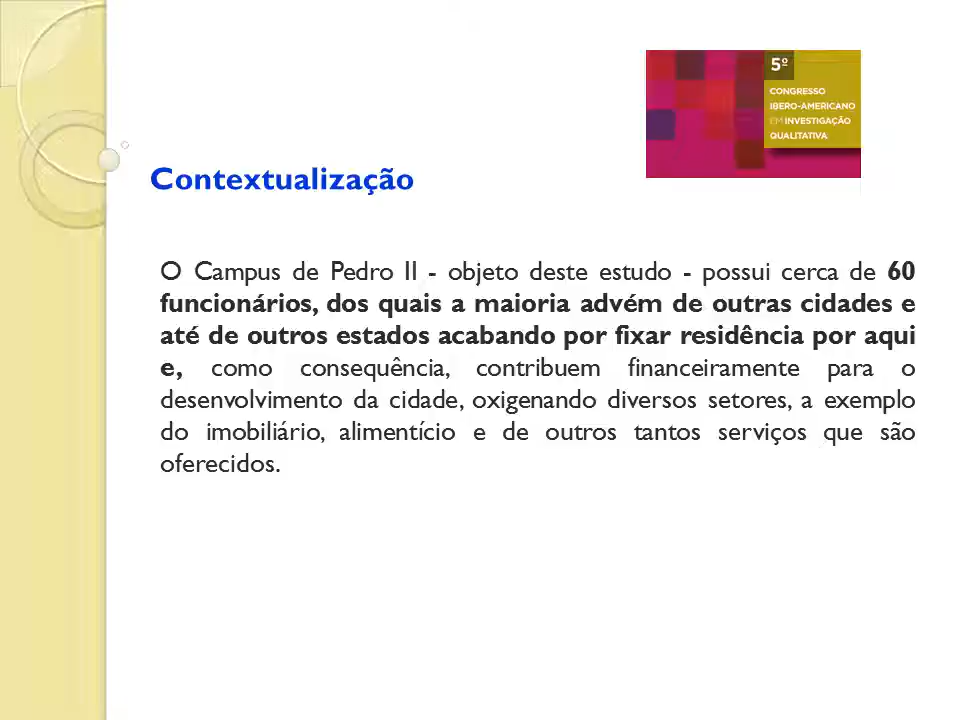 5º
CONGRESSO
IBERO-AMERICANO
EM INVESTIGAÇÃO
QUALITATIVA
Contextualização
O Campus de Pedro II - objeto deste estudo - possui cerca de 60
funcionários, dos quais a maioria advém de outras cidades e
até de outros estados acabando por fixar residência por aqui
e, como consequência, contribuem financeiramente para o
desenvolvimento da cidade, oxigenando diversos setores, a exemplo
do imobiliário, alimentício e de outros tantos serviços que são
oferecidos.